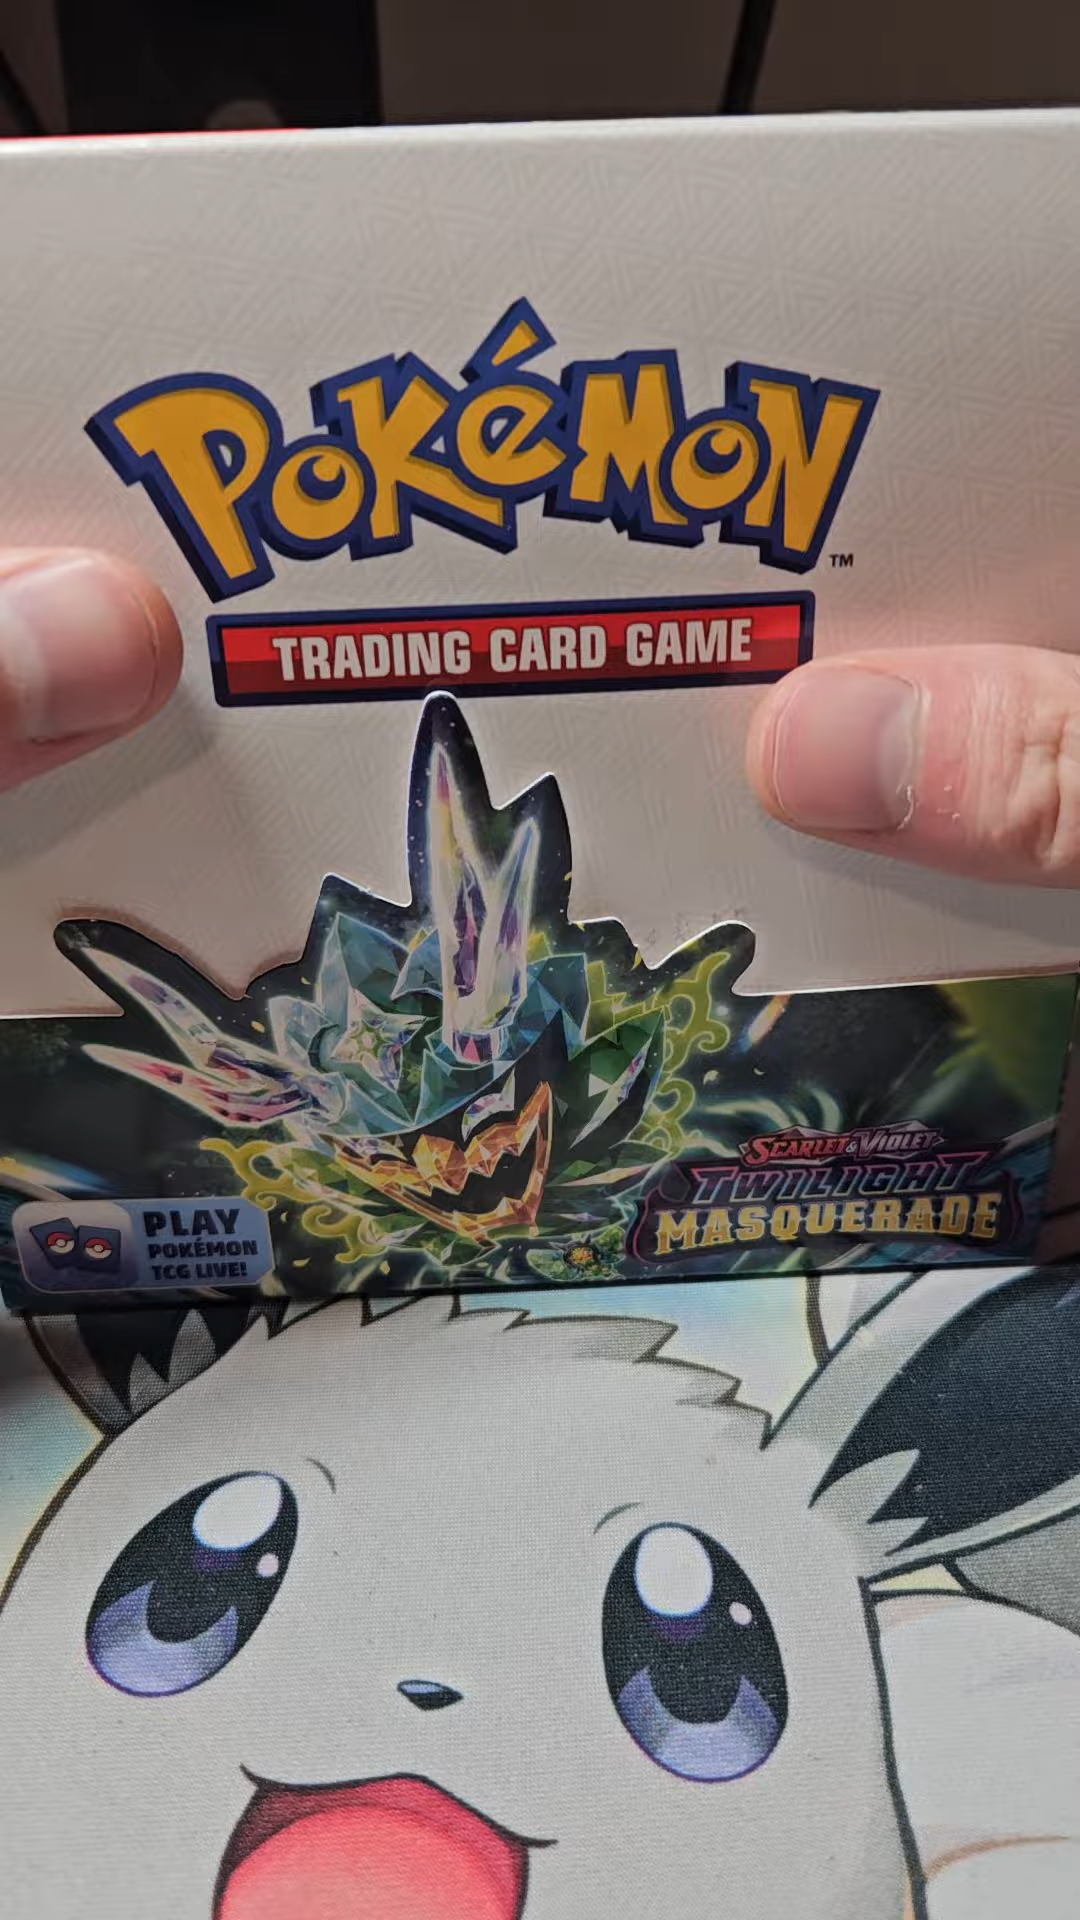 Pokémon
TM
TRADING CARD GAME
SCARLET & VIOLET
TWILIGHT
MASQUERADE
PLAY
POKÉMON
TCG LIVE!